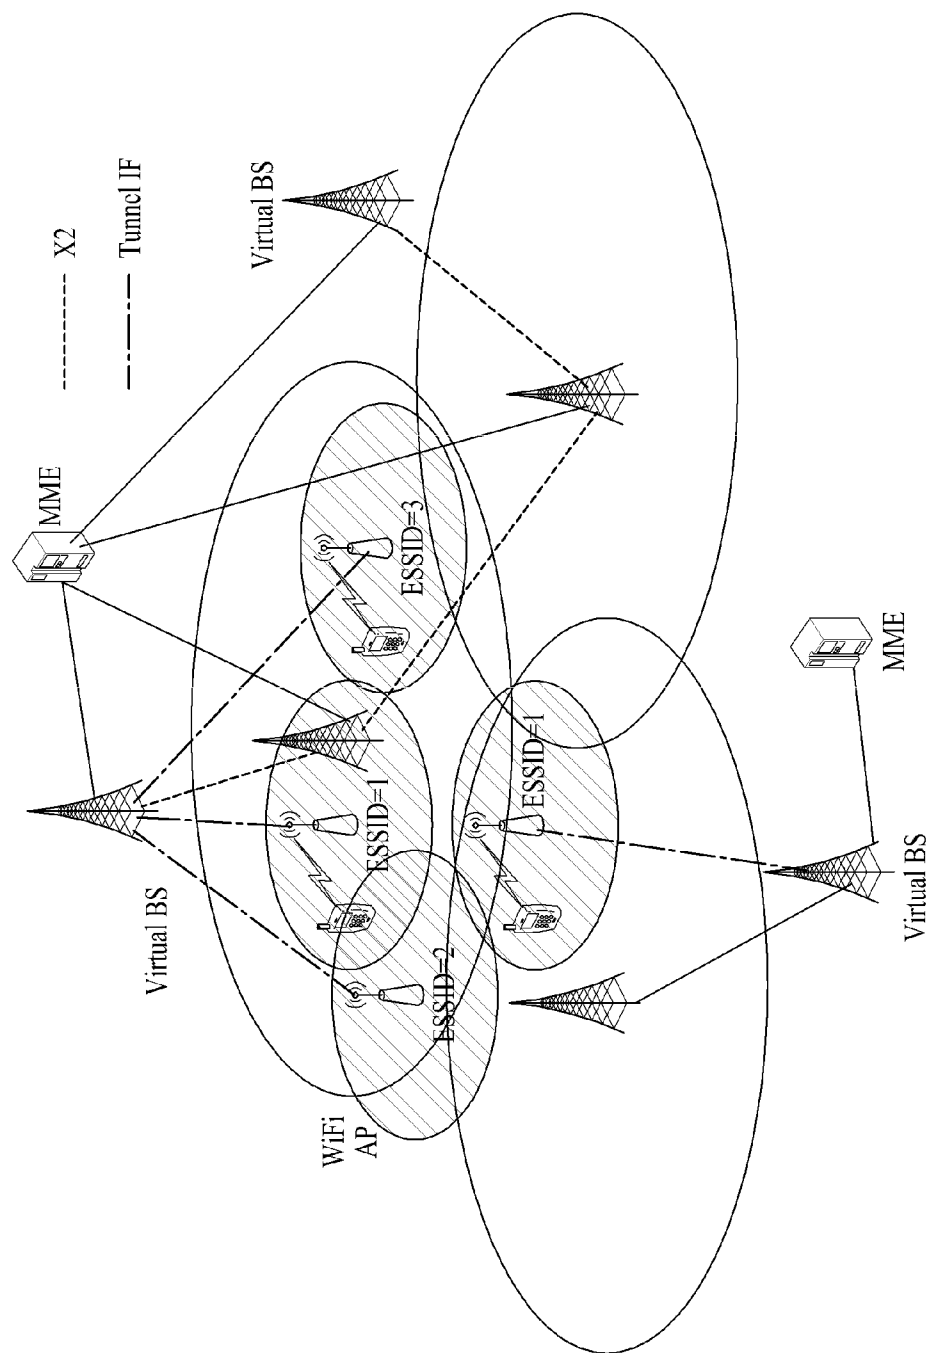 MME
X2
Tunncl IF
Virtual BS
Virtual BS
WiFi
AP
ESSID=1
ESSID=3
ESSID=2
ESSID=1
MME
Virtual BS